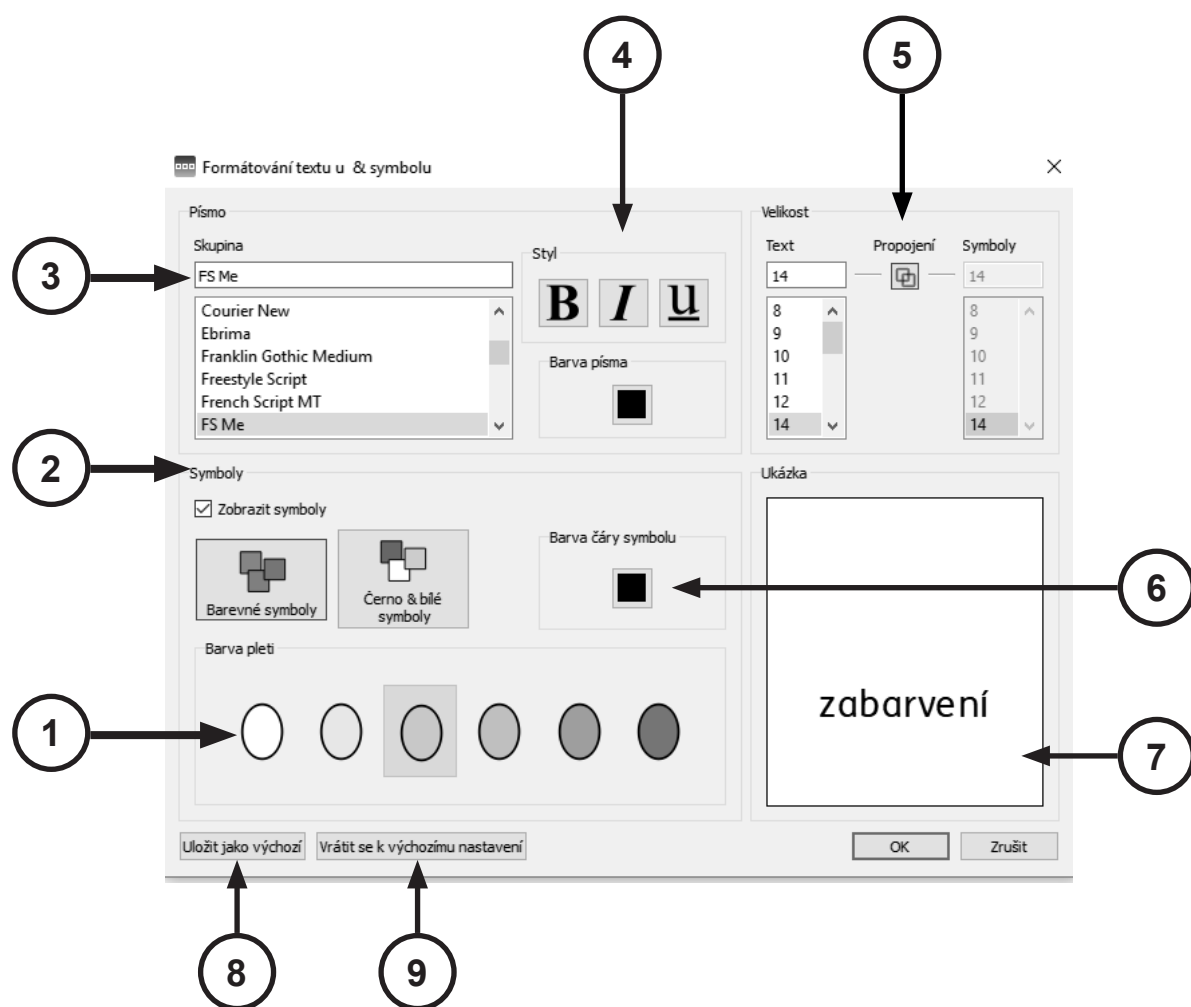 4
5
Formátování textu u & symbolu
Písmo
Skupina
FS Me
Courier New
Ebrima
Franklin Gothic Medium
Freestyle Script
French Script MT
FS Me
Styl
B I u
Barva písma
Velikost
Text Propojení Symboly
14 14
8 8
9 9
10 10
11 11
12 12
14 14
3
2
Symboly
Zobrazit symboly
Barevné symboly
Černo & bílé
symboly
Barva čáry symbolu
6
Barva pleti
1
Ukázka
zabarvení
7
Uložit jako výchozí Vrátit se k výchozímu nastavení OK Zrušit
8 9